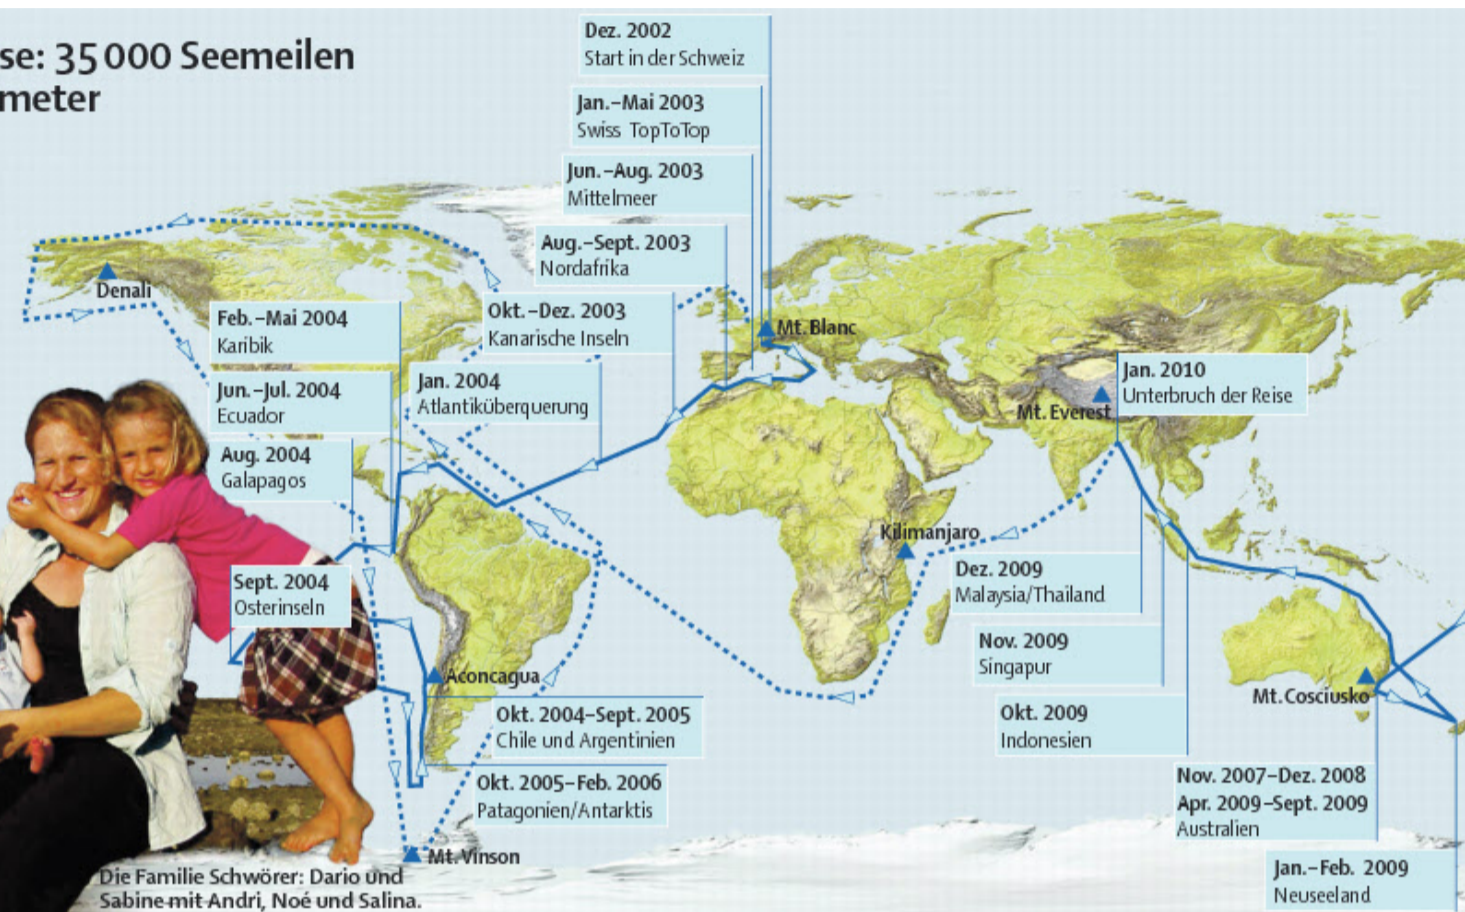 se: 35 000 Seemeilen
meter
Dez. 2002
Start in der Schweiz
Jan.–Mai 2003
Swiss TopToTop
Jun.–Aug. 2003
Mittelmeer
Aug.–Sept. 2003
Nordafrika
Okt.–Dez. 2003
Kanarische Inseln
Jan. 2004
Atlantiküberquerung
Feb.–Mai 2004
Karibik
Jun.–Jul. 2004
Ecuador
Aug. 2004
Galapagos
Sept. 2004
Osterinseln
Okt. 2004–Sept. 2005
Chile und Argentinien
Okt. 2005–Feb. 2006
Patagonien/Antarktis
Denali
Mt. Blanc
Mt. Everest
Kilimanjaro
Aconcagua
Mt. Vinson
Mt. Cosciusko
Jan. 2010
Unterbruch der Reise
Dez. 2009
Malaysia/Thailand
Nov. 2009
Singapur
Okt. 2009
Indonesien
Nov. 2007–Dez. 2008
Apr. 2009–Sept. 2009
Australien
Jan.–Feb. 2009
Neuseeland
Die Familie Schwörer: Dario und
Sabine mit Andri, Noé und Salina.